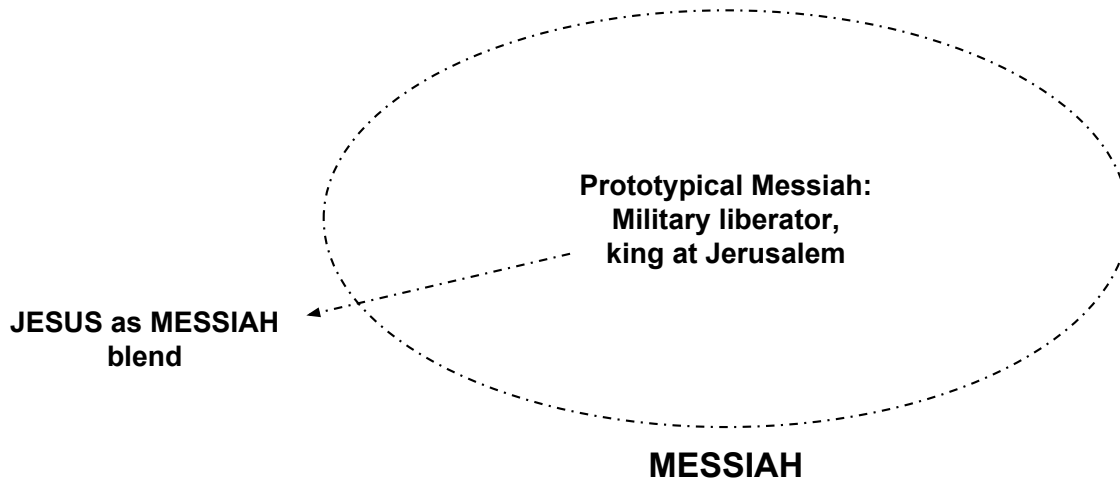 Prototypical Messiah:
Military liberator,
king at Jerusalem
JESUS as MESSIAH
blend
MESSIAH